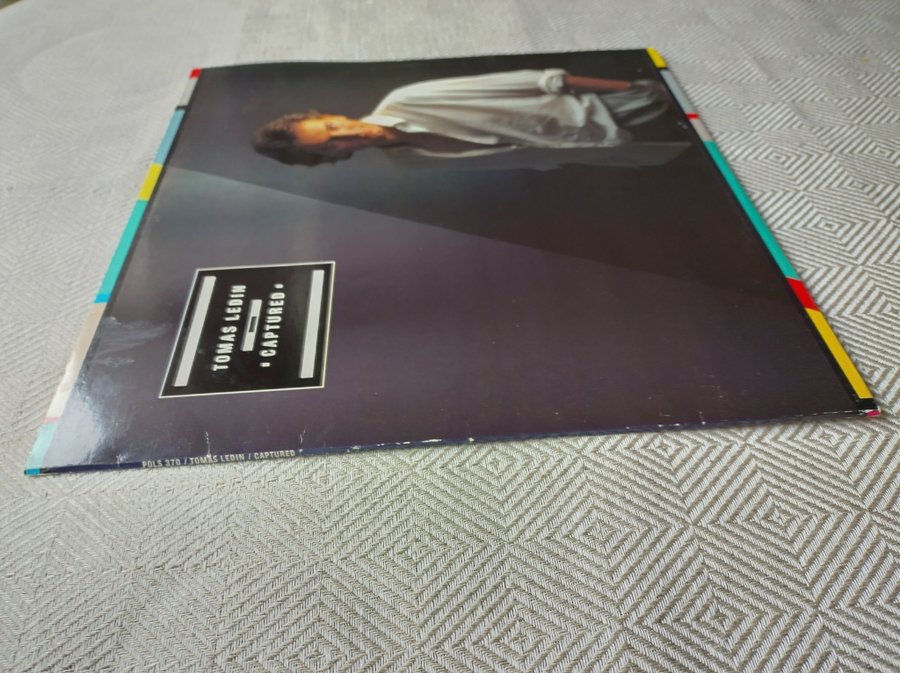 TOMAS LEDIN
CAPTURED
POLS 370 / TOMAS LEDIN / CAPTURED